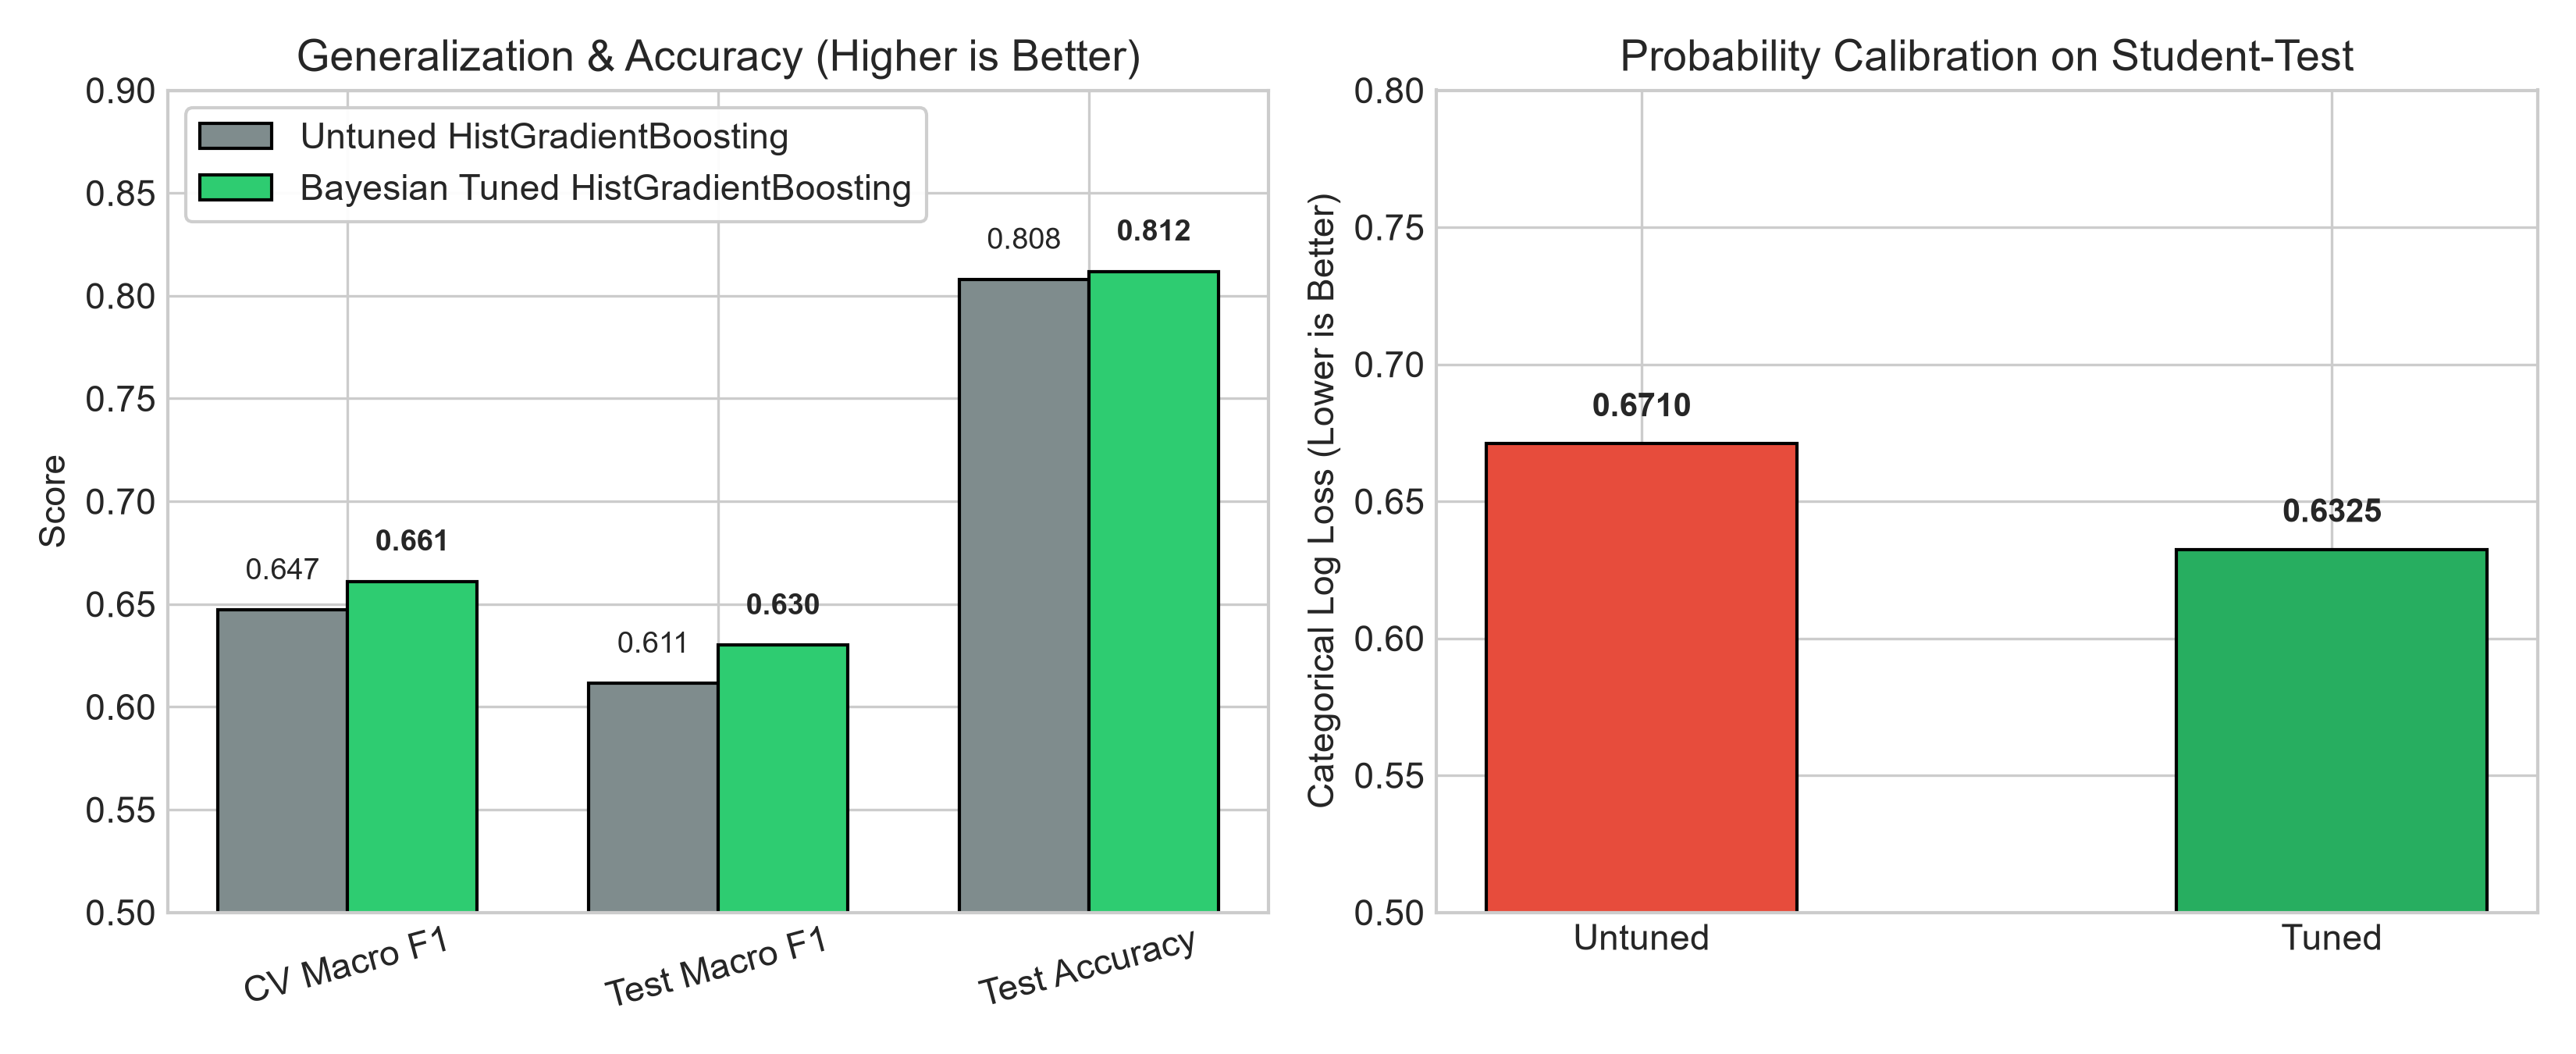 Generalization & Accuracy (Higher is Better)
Score
0.90
0.85
0.80
0.75
0.70
0.65
0.60
0.55
0.50
Untuned HistGradientBoosting
Bayesian Tuned HistGradientBoosting
0.647
0.661
0.611
0.630
0.808
0.812
CV Macro F1
Test Macro F1
Test Accuracy
Probability Calibration on Student-Test
Categorical Log Loss (Lower is Better)
0.80
0.75
0.70
0.65
0.60
0.55
0.50
0.6710
0.6325
Untuned
Tuned